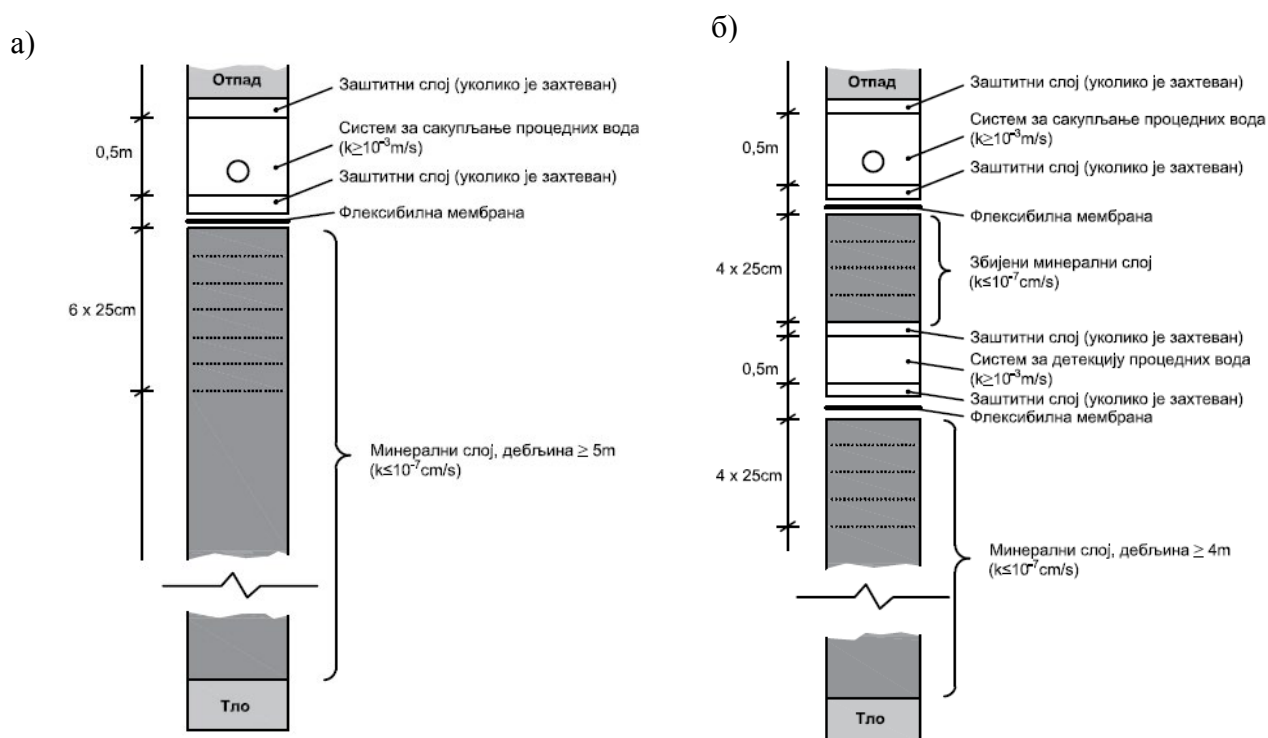 а)
Отпад
Заштитни слој (уколико је захтеван)
0,5m
Систем за сакупљање процедних вода
(k≥10⁻³m/s)
Заштитни слој (уколико је захтеван)
Флексибилна мембрана
6 x 25cm
Минерални слој, дебљина ≥ 5m
(k≤10⁻⁷cm/s)
Тло
б)
Отпад
Заштитни слој (уколико је захтеван)
0,5m
Систем за сакупљање процедних вода
(k≥10⁻³m/s)
Заштитни слој (уколико је захтеван)
Флексибилна мембрана
4 x 25cm
Збијени минерални слој
(k≤10⁻⁷cm/s)
Заштитни слој (уколико је захтеван)
0,5m
Систем за детекцију процедних вода
(k≥10⁻³m/s)
Заштитни слој (уколико је захтеван)
Флексибилна мембрана
4 x 25cm
Минерални слој, дебљина ≥ 4m
(k≤10⁻⁷cm/s)
Тло